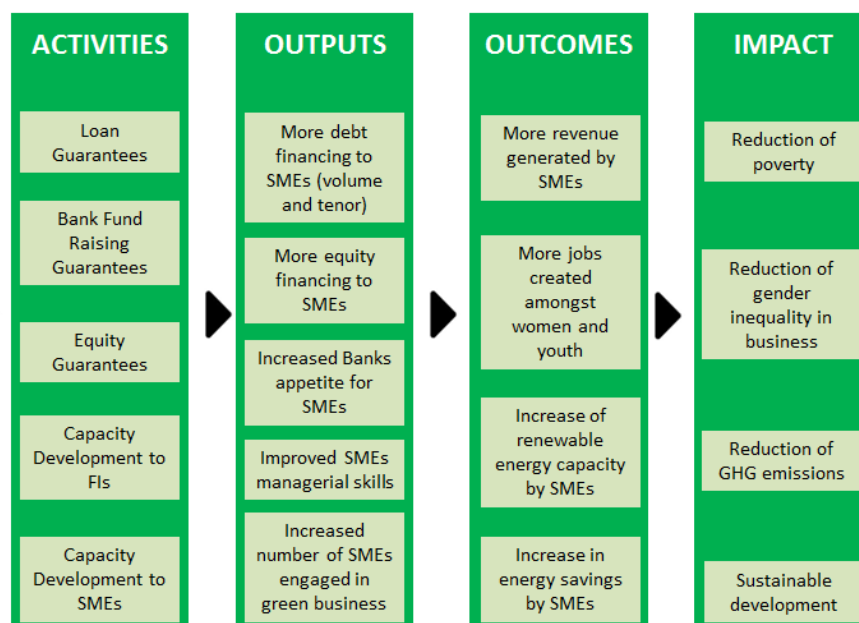 ACTIVITIES
Loan
Guarantees
Bank Fund
Raising
Guarantees
Equity
Guarantees
Capacity
Development to
FIs
Capacity
Development to
SMEs
OUTPUTS
More debt
financing to
SMEs (volume
and tenor)
More equity
financing to
SMEs
Increased Banks
appetite for
SMEs
Improved SMEs
managerial skills
Increased
number of SMEs
engaged in
green business
OUTCOMES
More revenue
generated by
SMEs
More jobs
created
amongst
women and
youth
Increase of
renewable
energy capacity
by SMEs
Increase in
energy savings
by SMEs
IMPACT
Reduction of
poverty
Reduction of
gender
inequality in
business
Reduction of
GHG emissions
Sustainable
development